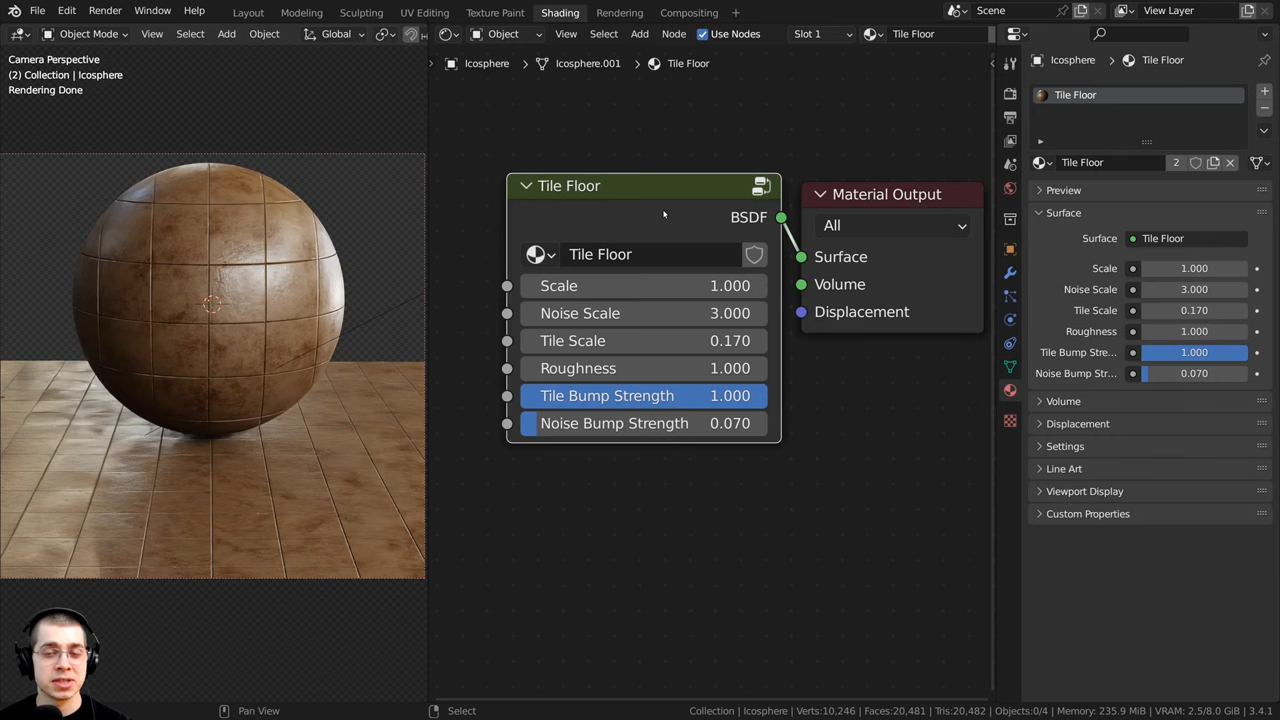 File Edit Render Window Help Layout Modeling Sculpting UV Editing Texture Paint Shading Rendering Compositing + Scene View Layer
Object Mode View Select Add Object Global Object View Select Add Node Use Nodes Slot 1 Tile Floor
Camera Perspective
(2) Collection | Icosphere
Rendering Done
Icosphere Icosphere.001 Tile Floor
Icosphere Tile Floor
Tile Floor
Tile Floor 2
Tile Floor
BSDF
Tile Floor
Scale 1.000
Noise Scale 3.000
Tile Scale 0.170
Roughness 1.000
Tile Bump Strength 1.000
Noise Bump Strength 0.070
Material Output
All
Surface
Volume
Displacement
Preview
Surface
Surface Tile Floor
Scale 1.000
Noise Scale 3.000
Tile Scale 0.170
Roughness 1.000
Tile Bump Stre... 1.000
Noise Bump Str... 0.070
Volume
Displacement
Settings
Line Art
Viewport Display
Custom Properties
Pan View Select Collection | Icosphere | Verts:10,246 | Faces:20,481 | Tris:20,482 | Objects:0/4 | Memory: 235.9 MiB | VRAM: 2.5/8.0 GiB | 3.4.1